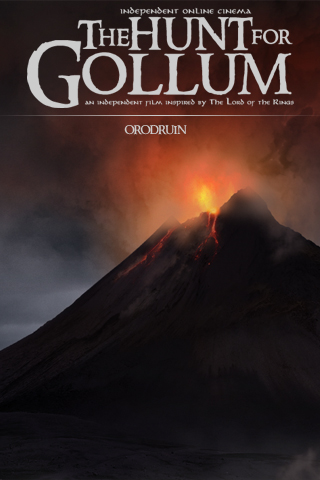 INDEPENDENT ONLINE CINEMA
THE HUNT FOR
GOLLUM
AN INDEPENDENT FILM INSPIRED BY THE LORD OF THE RINGS
ORODRUIN